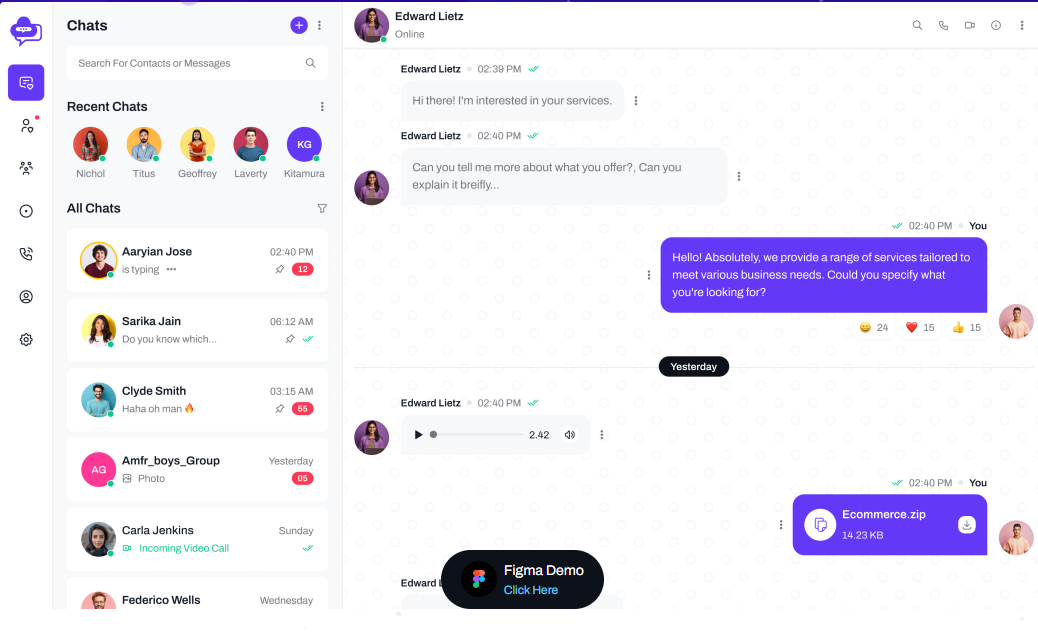 Chats
Search For Contacts or Messages
Recent Chats
KG
Nichol
Titus
Geoffrey
Laverty
Kitamura
All Chats
Aaryian Jose
02:40 PM
is typing
12
Sarika Jain
06:12 AM
Do you know which...
Clyde Smith
03:15 AM
Haha oh man 🔥
55
AG
Amfr_boys_Group
Yesterday
Photo
05
Carla Jenkins
Sunday
Incoming Video Call
Federico Wells
Wednesday
Edward Lietz
Online
Edward Lietz 02:39 PM
Hi there! I'm interested in your services.
Edward Lietz 02:40 PM
Can you tell me more about what you offer?, Can you
explain it breifly...
02:40 PM You
Hello! Absolutely, we provide a range of services tailored to
meet various business needs. Could you specify what
you're looking for?
😄 24 ❤️ 15 👍 15
Yesterday
Edward Lietz 02:40 PM
2.42
02:40 PM You
Ecommerce.zip
14.23 KB
Edward
Figma Demo
Click Here